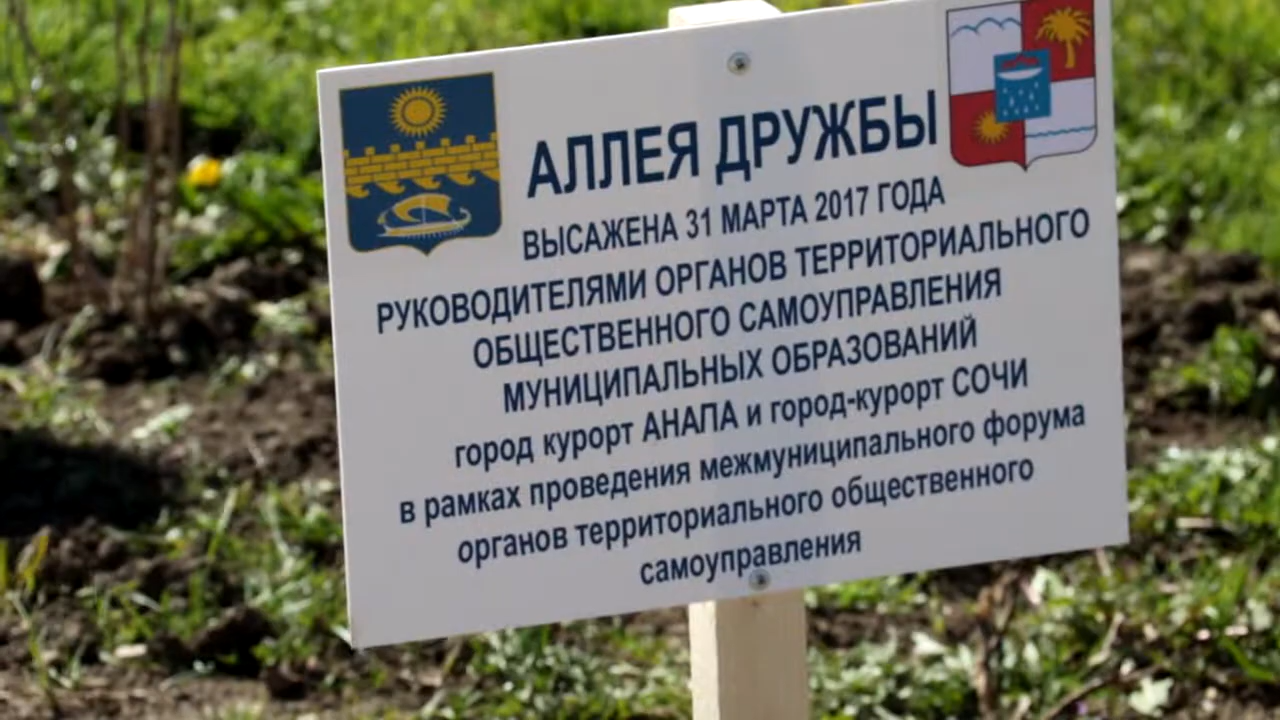 АЛЛЕЯ ДРУЖБЫ
ВЫСАЖЕНА 31 МАРТА 2017 ГОДА
РУКОВОДИТЕЛЯМИ ОРГАНОВ ТЕРРИТОРИАЛЬНОГО
ОБЩЕСТВЕННОГО САМОУПРАВЛЕНИЯ
МУНИЦИПАЛЬНЫХ ОБРАЗОВАНИЙ
город курорт АНАПА и город-курорт СОЧИ
в рамках проведения межмуниципального форума
органов территориального общественного
самоуправления